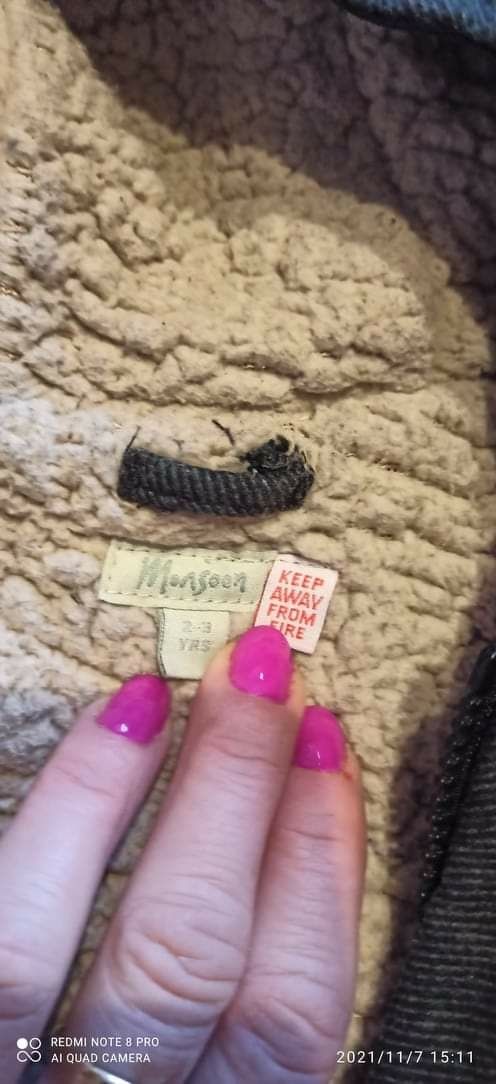 Monsoon
KEEP
AWAY
FROM
FIRE
2-3
YRS
REDMI NOTE 8 PRO
AI QUAD CAMERA
2021/11/7 15:11